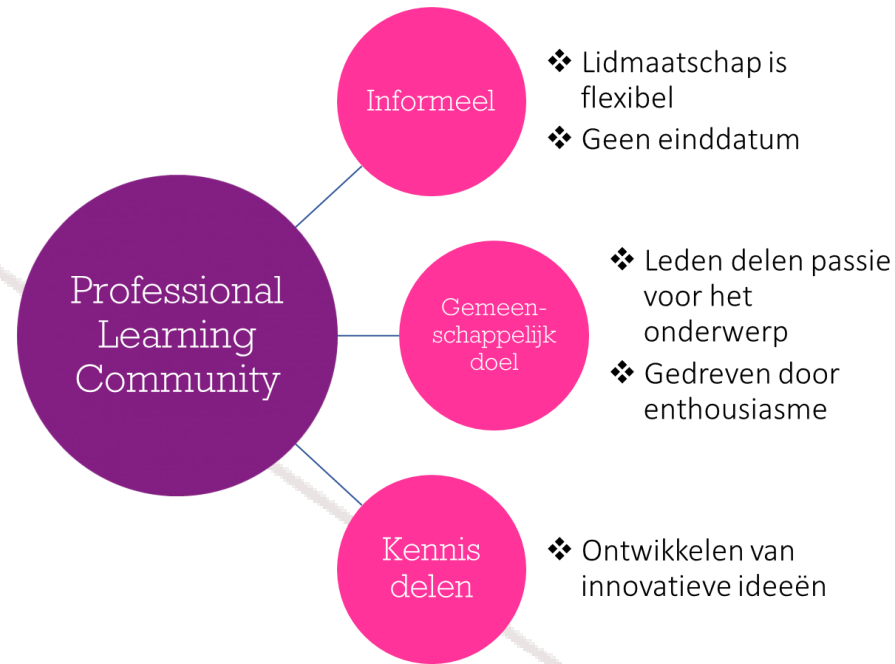 Professional
Learning
Community
Informeel
❖ Lidmaatschap is
flexibel
❖ Geen einddatum
Gemeen-
schappelijk
doel
❖ Leden delen passie
voor het
onderwerp
❖ Gedreven door
enthousiasme
Kennis
delen
❖ Ontwikkelen van
innovatieve ideeën